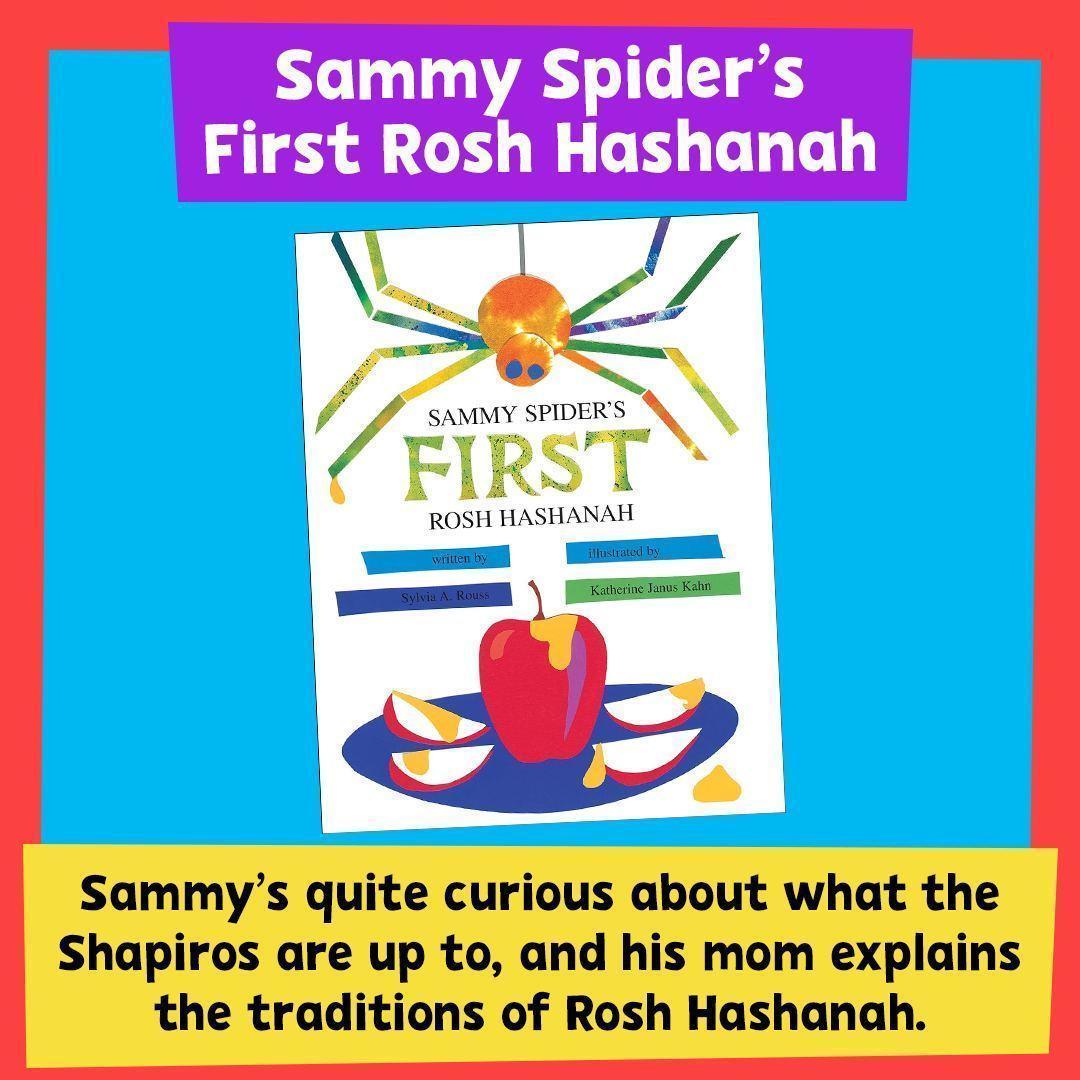 Sammy Spider's
First Rosh Hashanah
SAMMY SPIDER'S
FIRST
ROSH HASHANAH
written by
Sylvia A. Rouss
illustrated by
Katherine Janus Kahn
Sammy's quite curious about what the
Shapiros are up to, and his mom explains
the traditions of Rosh Hashanah.